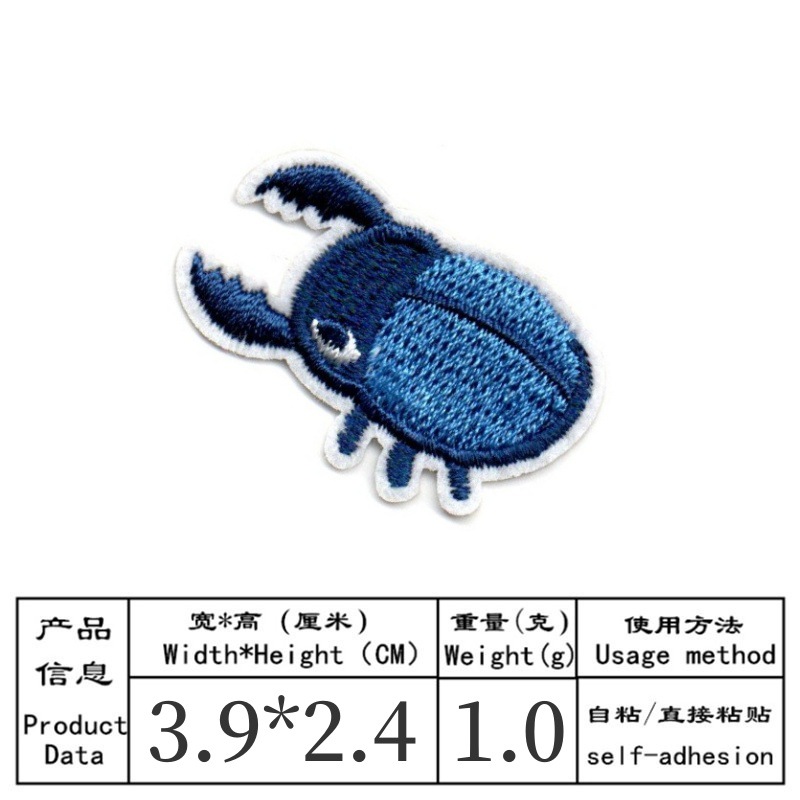 产品
信息
Product
Data
宽*高 (厘米)
Width*Height (CM)
重量(克)
Weight(g)
使用方法
Usage method
3.9*2.4
1.0
自粘/直接粘贴
self-adhesion